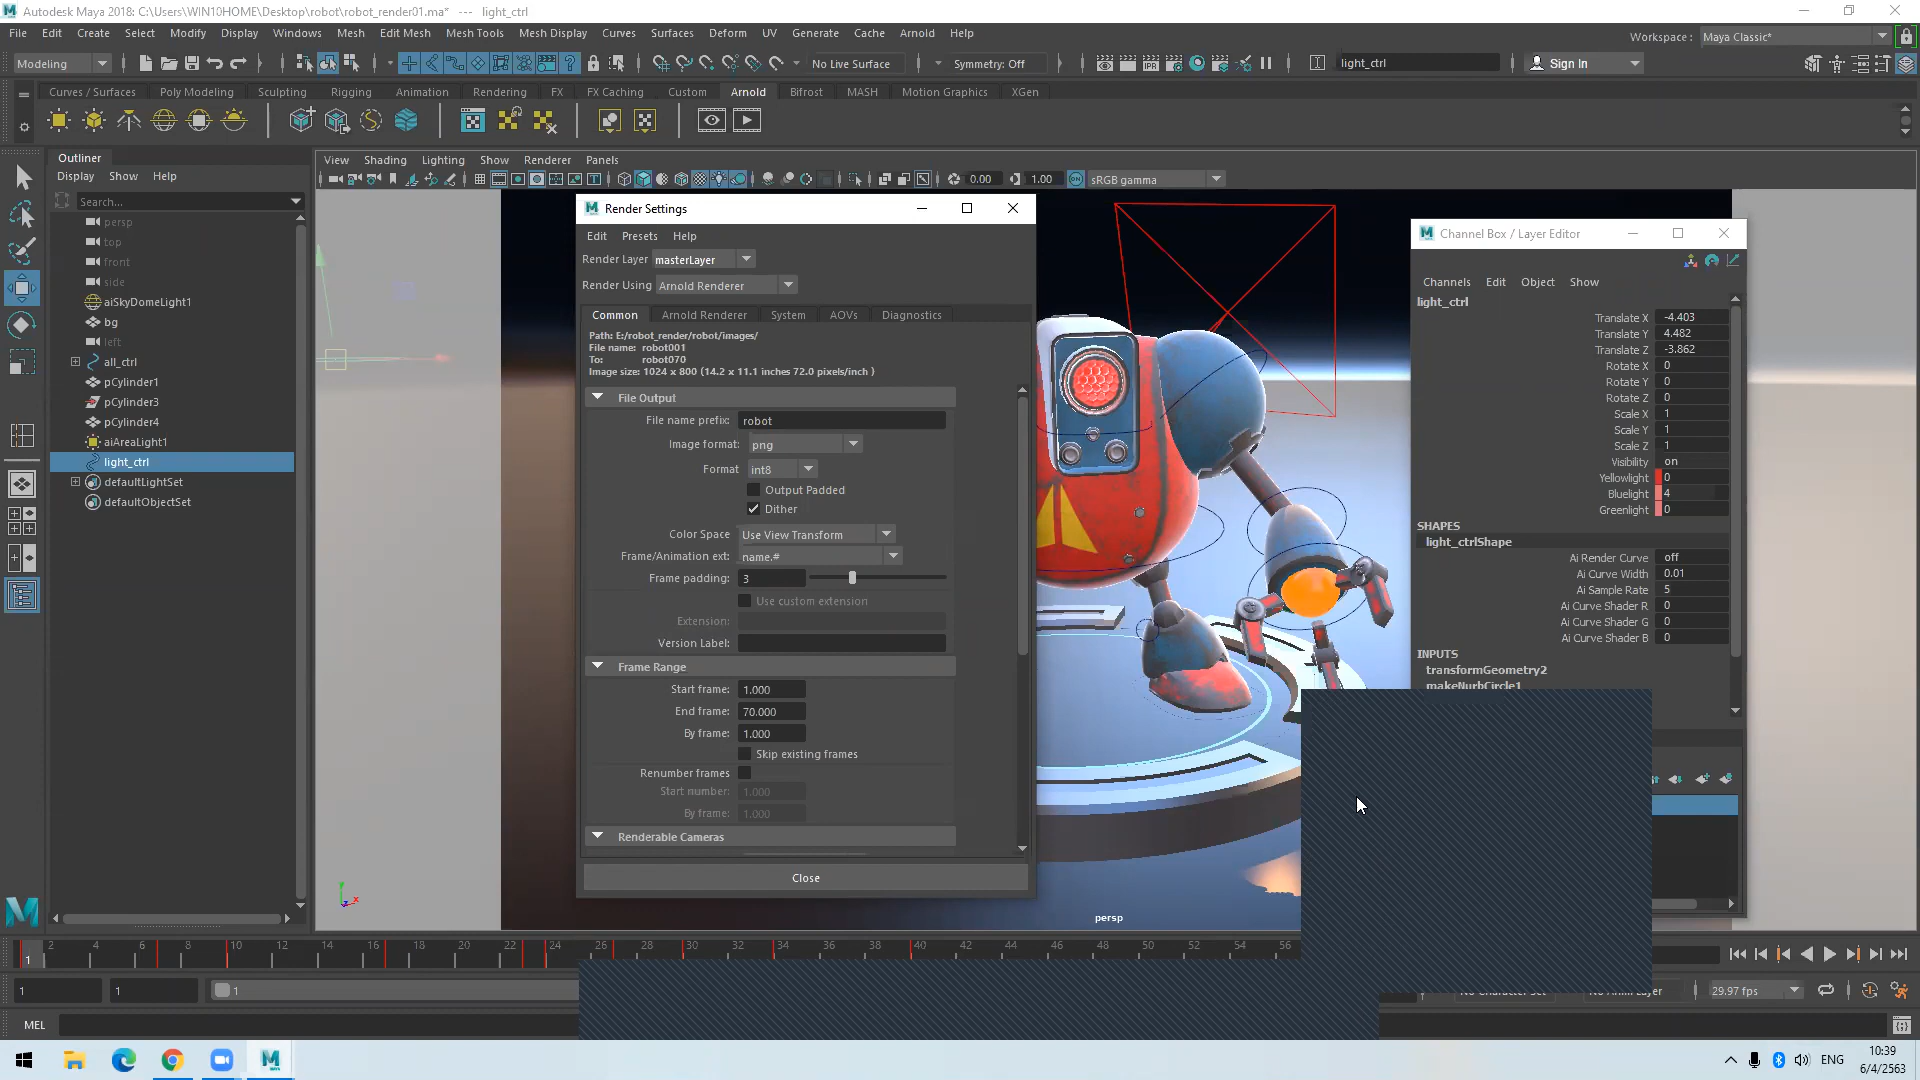 Autodesk Maya 2018: C:\Users\WIN10HOME\Desktop\robot\robot_render01.ma* --- light_ctrl
File Edit Create Select Modify Display Windows Mesh Edit Mesh Mesh Tools Mesh Display Curves Surfaces Deform UV Generate Cache Arnold Help
Workspace : Maya Classic*
Modeling No Live Surface Symmetry: Off light_ctrl Sign In
Curves / Surfaces Poly Modeling Sculpting Rigging Animation Rendering FX FX Caching Custom Arnold Bifrost MASH Motion Graphics XGen
Outliner
Display Show Help
Search...
persp
top
front
side
aiSkyDomeLight1
bg
left
all_ctrl
pCylinder1
pCylinder3
pCylinder4
aiAreaLight1
light_ctrl
defaultLightSet
defaultObjectSet
View Shading Lighting Show Renderer Panels
0.00 1.00 sRGB gamma
Render Settings
Edit Presets Help
Render Layer masterLayer
Render Using Arnold Renderer
Common Arnold Renderer System AOVs Diagnostics
Path: E:/robot_render/robot/images/
File name: robot001
To: robot070
Image size: 1024 x 800 (14.2 x 11.1 inches 72.0 pixels/inch )
File Output
File name prefix: robot
Image format: png
Format int8
Output Padded
Dither
Color Space Use View Transform
Frame/Animation ext: name.#
Frame padding: 3
Use custom extension
Extension:
Version Label:
Frame Range
Start frame: 1.000
End frame: 70.000
By frame: 1.000
Skip existing frames
Renumber frames
Start number: 1.000
By frame: 1.000
Renderable Cameras
Close
persp
Channel Box / Layer Editor
Channels Edit Object Show
light_ctrl
Translate X -4.403
Translate Y 4.482
Translate Z -3.862
Rotate X 0
Rotate Y 0
Rotate Z 0
Scale X 1
Scale Y 1
Scale Z 1
Visibility on
Yellowlight 0
Bluelight 4
Greenlight 0
SHAPES
light_ctrlShape
Ai Render Curve off
Ai Curve Width 0.01
Ai Sample Rate 5
Ai Curve Shader R 0
Ai Curve Shader G 0
Ai Curve Shader B 0
INPUTS
transformGeometry2
makeNurbCircle1
1 2 4 6 8 10 12 14 16 18 20 22 24 26 28 30 32 34 36 38 40 42 44 46 48 50 52 54 56
1 1 1 29.97 fps
MEL
ENG
10:39
6/4/2563